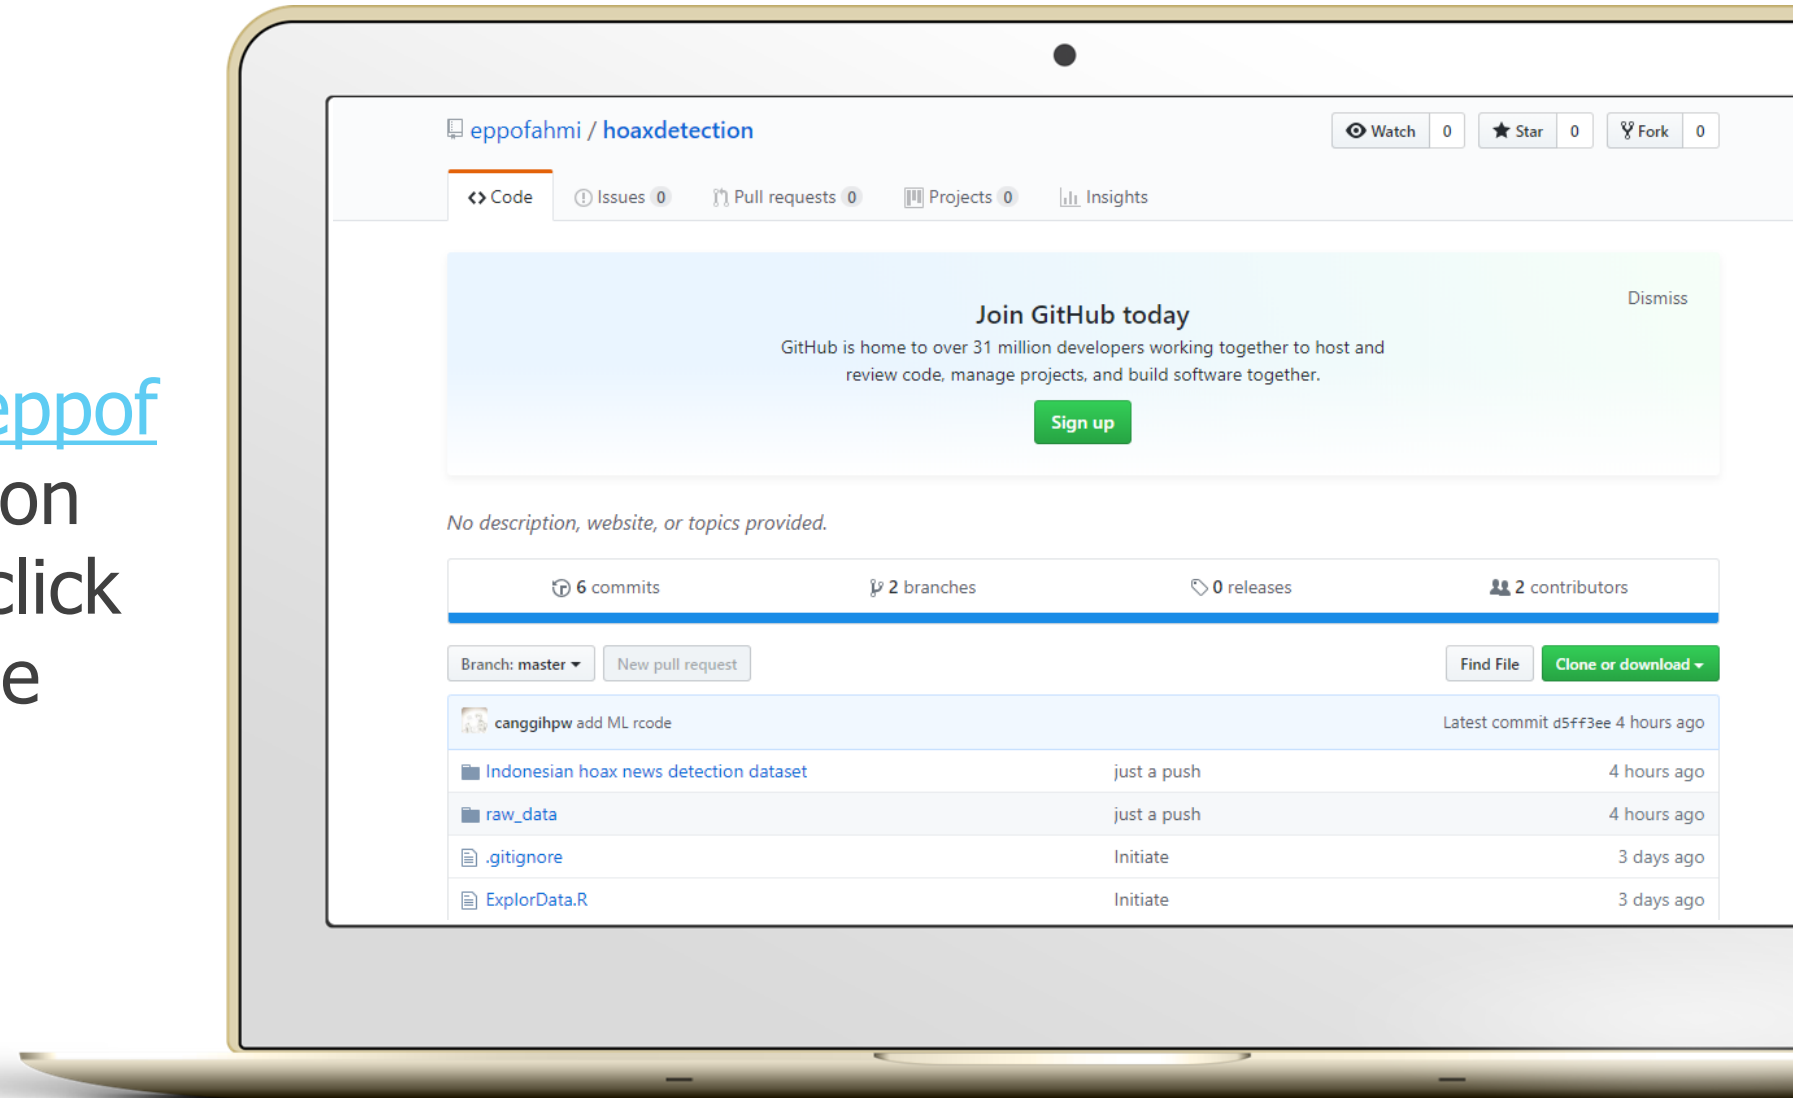 eppof
on
click
e
eppofahmi / hoaxdetection
Watch 0 Star 0 Fork 0
Code Issues 0 Pull requests 0 Projects 0 Insights
Dismiss
Join GitHub today
GitHub is home to over 31 million developers working together to host and
review code, manage projects, and build software together.
Sign up
No description, website, or topics provided.
6 commits 2 branches 0 releases 2 contributors
Branch: master New pull request Find File Clone or download
canggihpw add ML rcode Latest commit d5ff3ee 4 hours ago
Indonesian hoax news detection dataset just a push 4 hours ago
raw_data just a push 4 hours ago
.gitignore Initiate 3 days ago
ExplorData.R Initiate 3 days ago